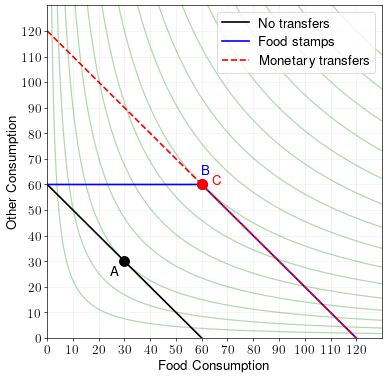 No transfers
Food stamps
Monetary transfers
120
110
100
90
80
70
60
50
40
30
20
10
0
Other Consumption
B
C
A
0 10 20 30 40 50 60 70 80 90 100 110 120
Food Consumption